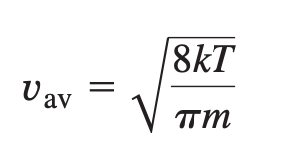 v_av = √(8kT / πm)